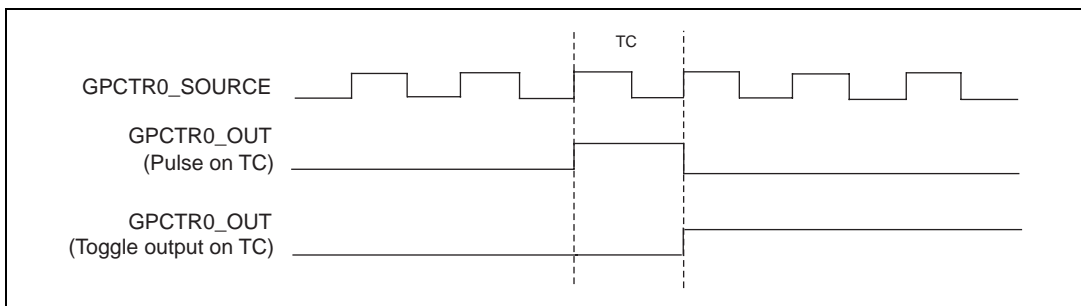 TC
GPCTR0_SOURCE
GPCTR0_OUT
(Pulse on TC)
GPCTR0_OUT
(Toggle output on TC)